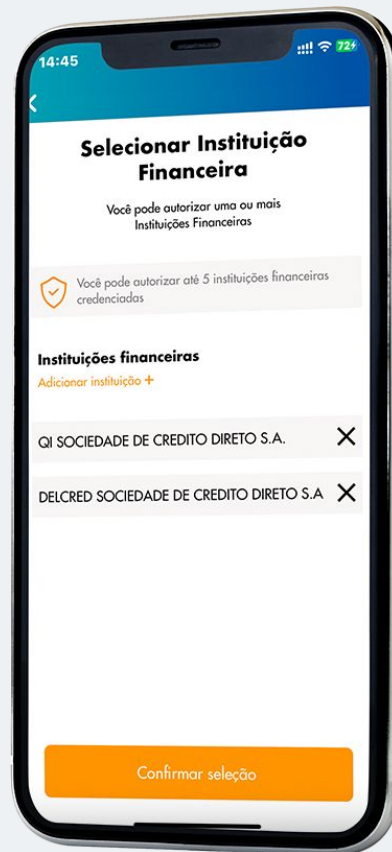 14:45
72
Selecionar Instituição
Financeira
Você pode autorizar uma ou mais
Instituições Financeiras
Você pode autorizar até 5 instituições financeiras
credenciadas
Instituições financeiras
Adicionar instituição +
QI SOCIEDADE DE CREDITO DIRETO S.A.
DELCRED SOCIEDADE DE CREDITO DIRETO S.A
Confirmar seleção